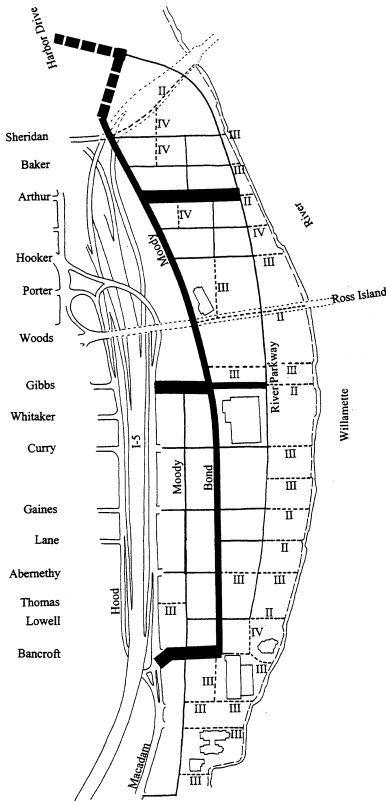 Harbor Drive
II
Sheridan
IV
III
IV
Baker
III
Arthur
II
IV
River
Moody
IV
Hooker
III
Porter
III
Ross Island
II
Woods
River Parkway
III
III
Gibbs
II
Whitaker
Willamette
I-5
Curry
III
Moody
Bond
III
Gaines
II
Lane
II
Abernethy
III
III
Hood
Thomas
III
II
Lowell
IV
Bancroft
III
III
III
III
Macadam
III
III